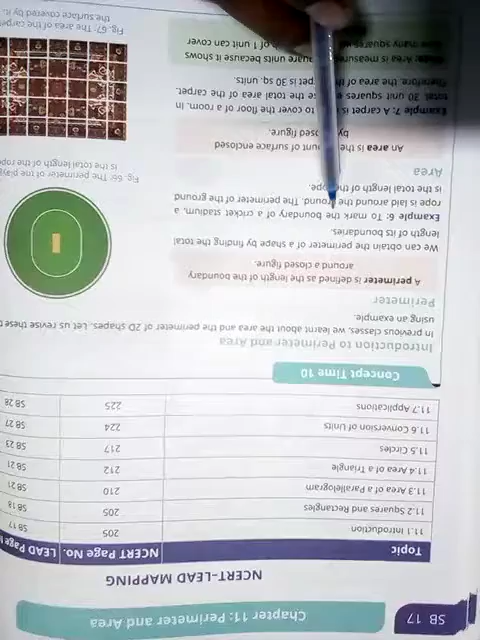 SB 17
Chapter 11: Perimeter and Area
NCERT-LEAD MAPPING
Topic NCERT Page No. LEAD Page
11.1 Introduction 205 SB 17
11.2 Squares and Rectangles 205 SB 18
11.3 Area of a Parallelogram 210 SB 21
11.4 Area of a Triangle 212 SB 21
11.5 Circles 217 SB 23
11.6 Conversion of Units 224 SB 27
11.7 Applications 225 SB 28
Concept Time 10
Introduction to Perimeter and Area
In previous classes, we learnt about the area and the perimeter of 2D shapes. Let us revise these
using an example.
Perimeter
A perimeter is defined as the length of the boundary
around a closed figure.
We can obtain the perimeter of a shape by finding the total
length of its boundaries.
Example 6: To mark the boundary of a cricket stadium, a
rope is laid around the ground. The perimeter of the ground
is the total length of the
Fig. 66: The perimeter of the
is the total length of the
Area
An area is the of surface enclosed
by figure.
Example 7: A carpet is to cover the floor of a room. In
total, 30 unit squares the total area of the carpet.
Therefore, the area of is 30 sq. units.
Area is measured units because it shows
many squares of 1 unit can cover
Fig. 67: The area of the
the surface covered by it.